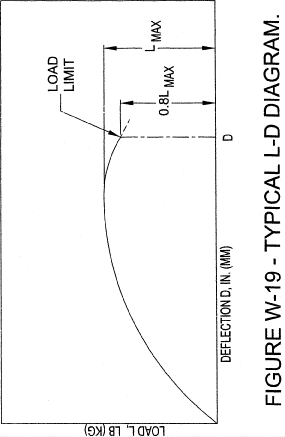 LOAD L, LB (KG)
LOAD
LIMIT
L MAX
0.8L MAX
D
DEFLECTION D, IN. (MM)
FIGURE W-19 - TYPICAL L-D DIAGRAM.